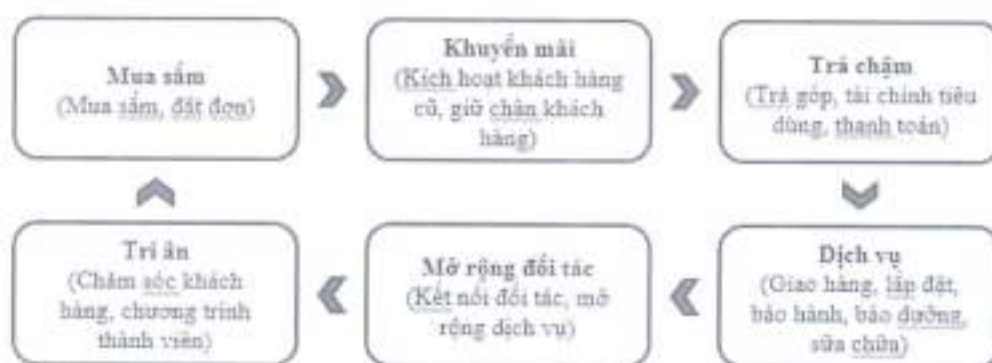 Mua sắm
(Mua sắm, đặt đơn)
Khuyến mãi
(Kích hoạt khách hàng
cũ, giữ chân khách
hàng)
Trả chậm
(Trả góp, tài chính tiêu
dùng, thanh toán)
Dịch vụ
(Giao hàng, lắp đặt,
bảo hành, bảo dưỡng,
sữa chữa)
Mở rộng đối tác
(Kết nối đối tác, mở
rộng dịch vụ)
Tri ân
(Chăm sóc khách
hàng, chương trình
thành viên)